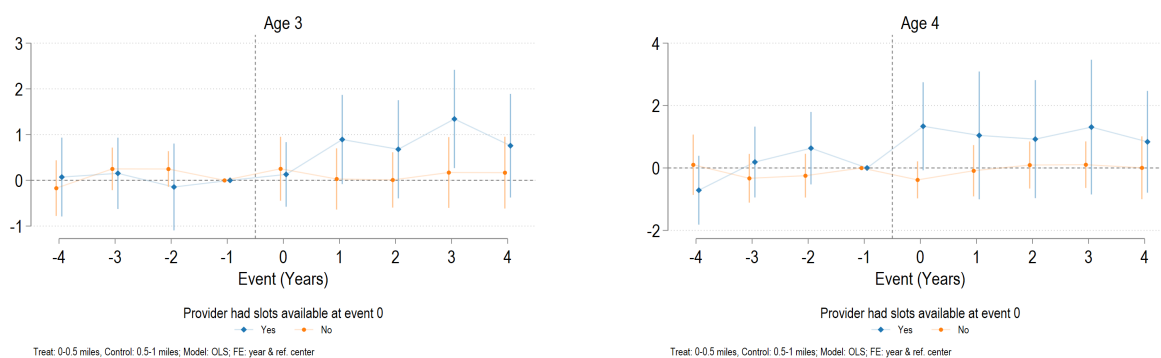 Age 3
3
2
1
0
-1
-4 -3 -2 -1 0 1 2 3 4
Event (Years)
Provider had slots available at event 0
Yes No
Treat: 0-0.5 miles, Control: 0.5-1 miles; Model: OLS; FE: year & ref. center
Age 4
4
2
0
-2
-4 -3 -2 -1 0 1 2 3 4
Event (Years)
Provider had slots available at event 0
Yes No
Treat: 0-0.5 miles, Control: 0.5-1 miles; Model: OLS; FE: year & ref. center